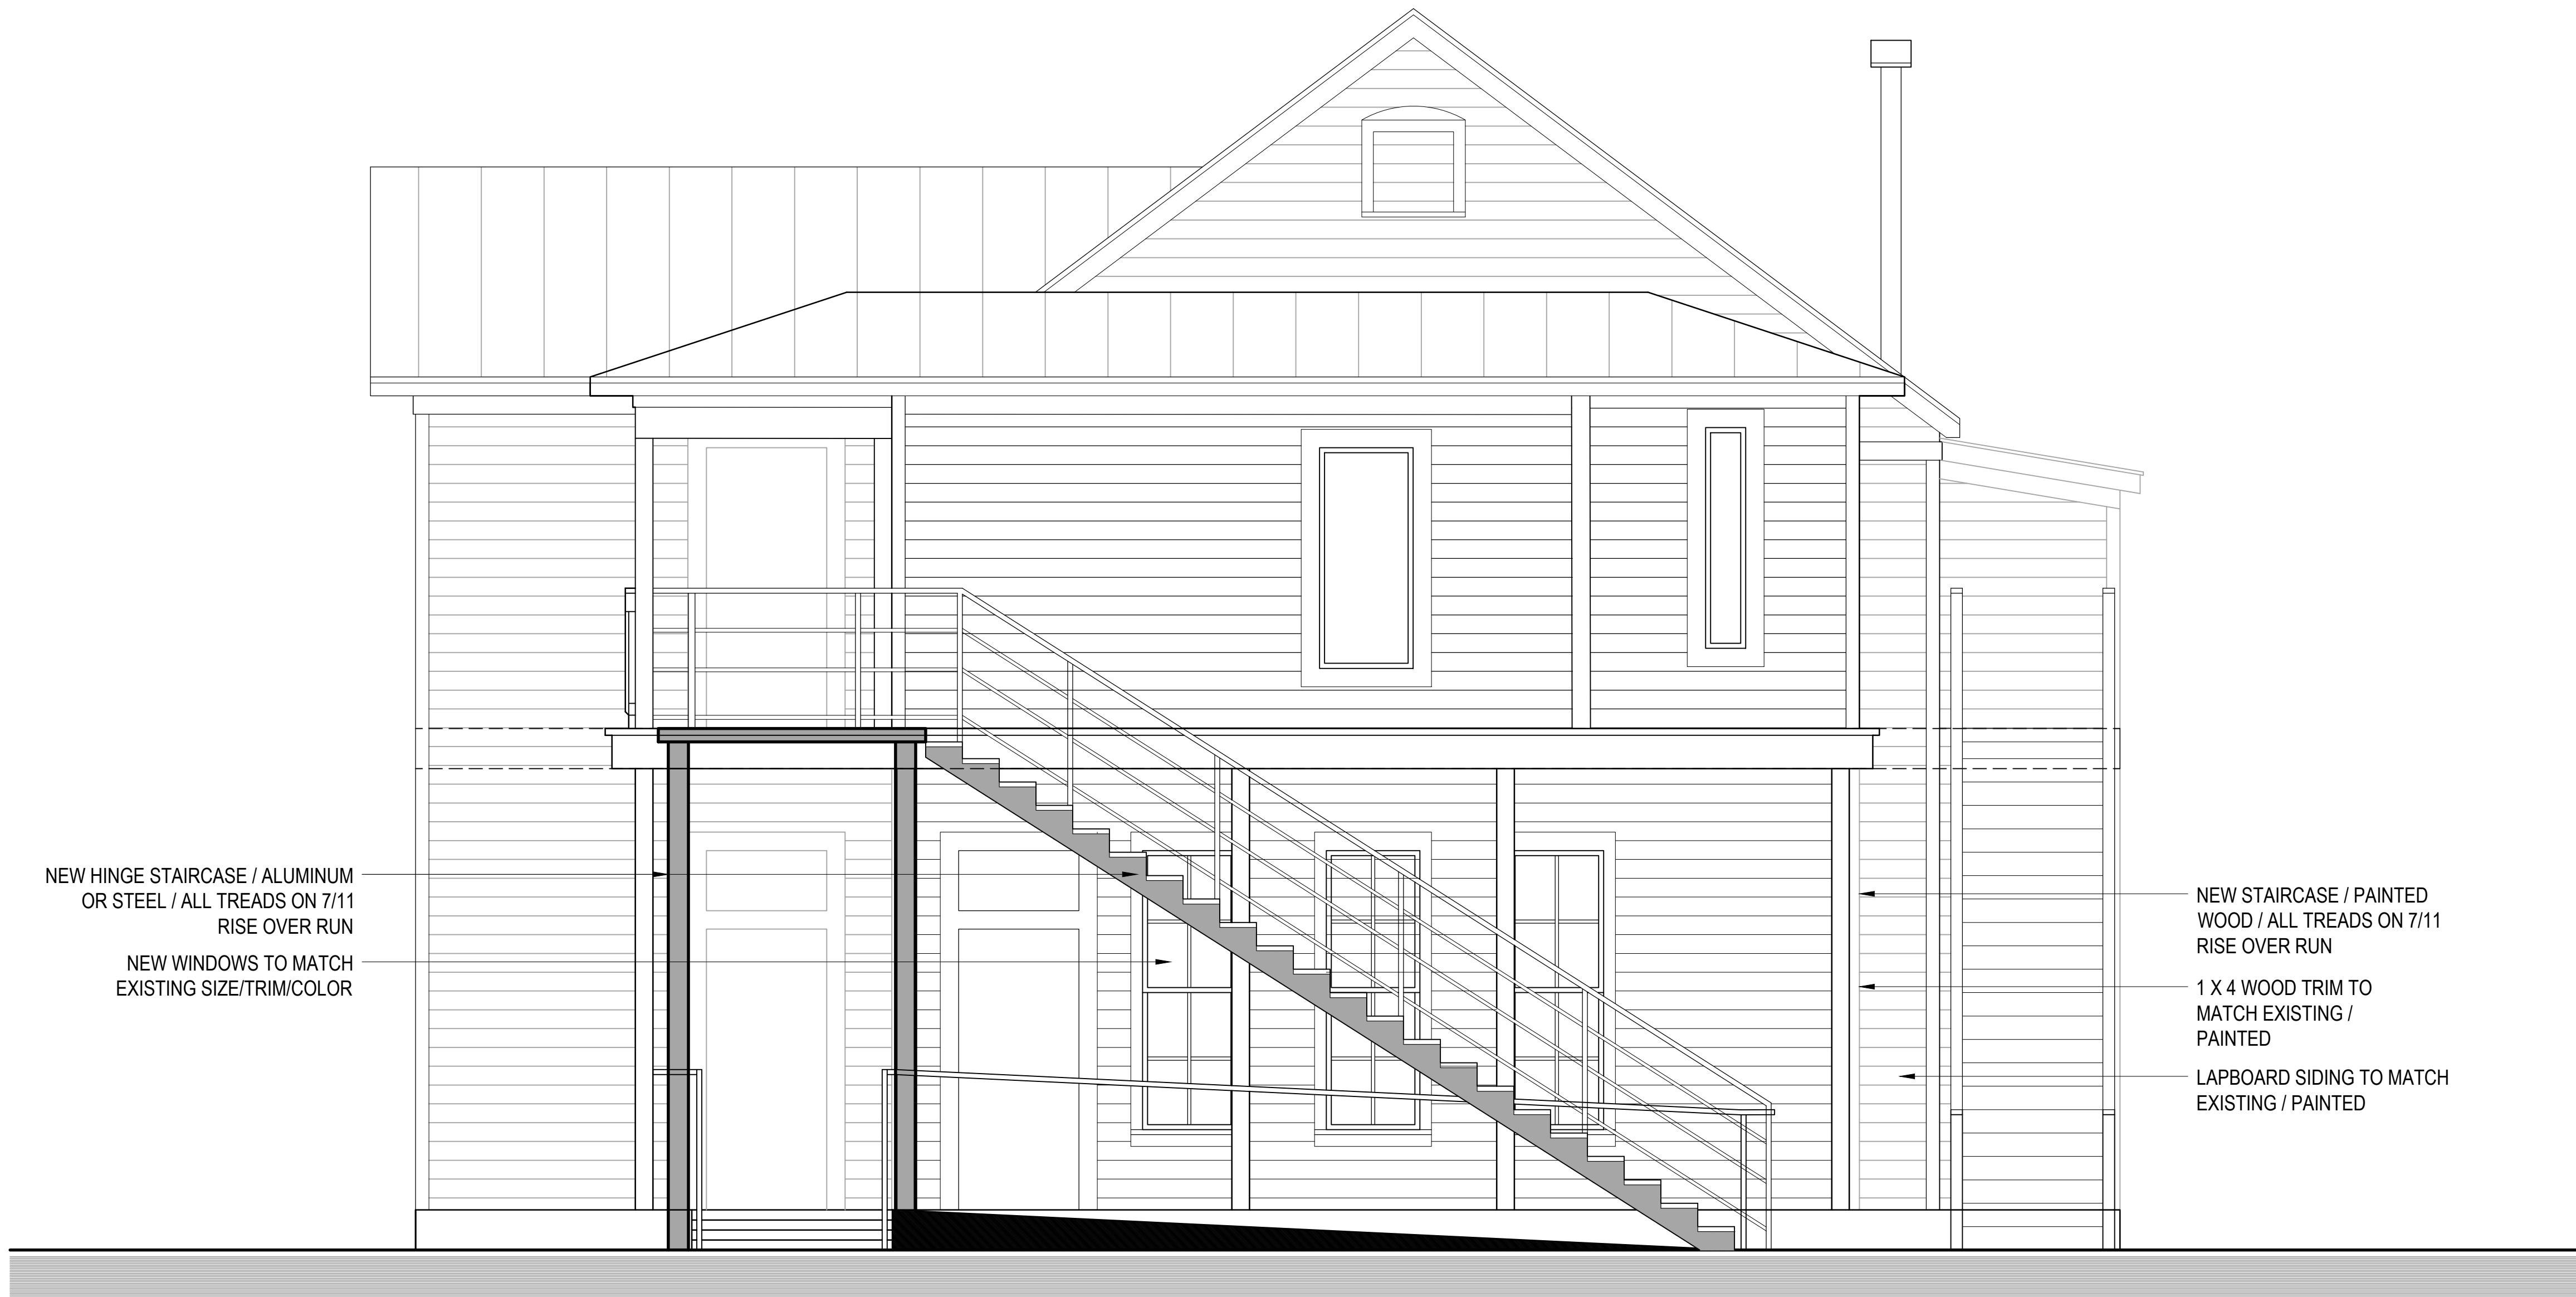 NEW HINGE STAIRCASE / ALUMINUM
OR STEEL / ALL TREADS ON 7/11
RISE OVER RUN
NEW WINDOWS TO MATCH
EXISTING SIZE/TRIM/COLOR
NEW STAIRCASE / PAINTED
WOOD / ALL TREADS ON 7/11
RISE OVER RUN
1 X 4 WOOD TRIM TO
MATCH EXISTING /
PAINTED
LAPBOARD SIDING TO MATCH
EXISTING / PAINTED